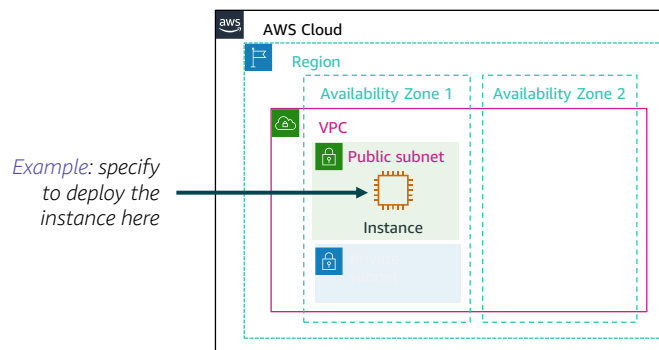 aws
AWS Cloud
Region
Availability Zone 1
Availability Zone 2
VPC
Public subnet
Example: specify
to deploy the
instance here
Instance